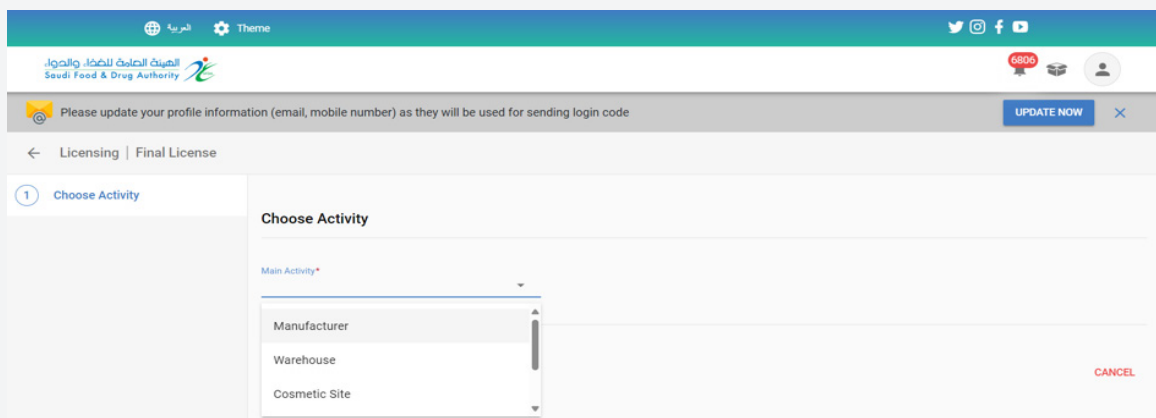 العربية Theme
الهيئة العامة للغذاء والدواء
Saudi Food & Drug Authority
6806
Please update your profile information (email, mobile number) as they will be used for sending login code
UPDATE NOW
Licensing | Final License
1 Choose Activity
Choose Activity
Main Activity*
Manufacturer
Warehouse
Cosmetic Site
CANCEL